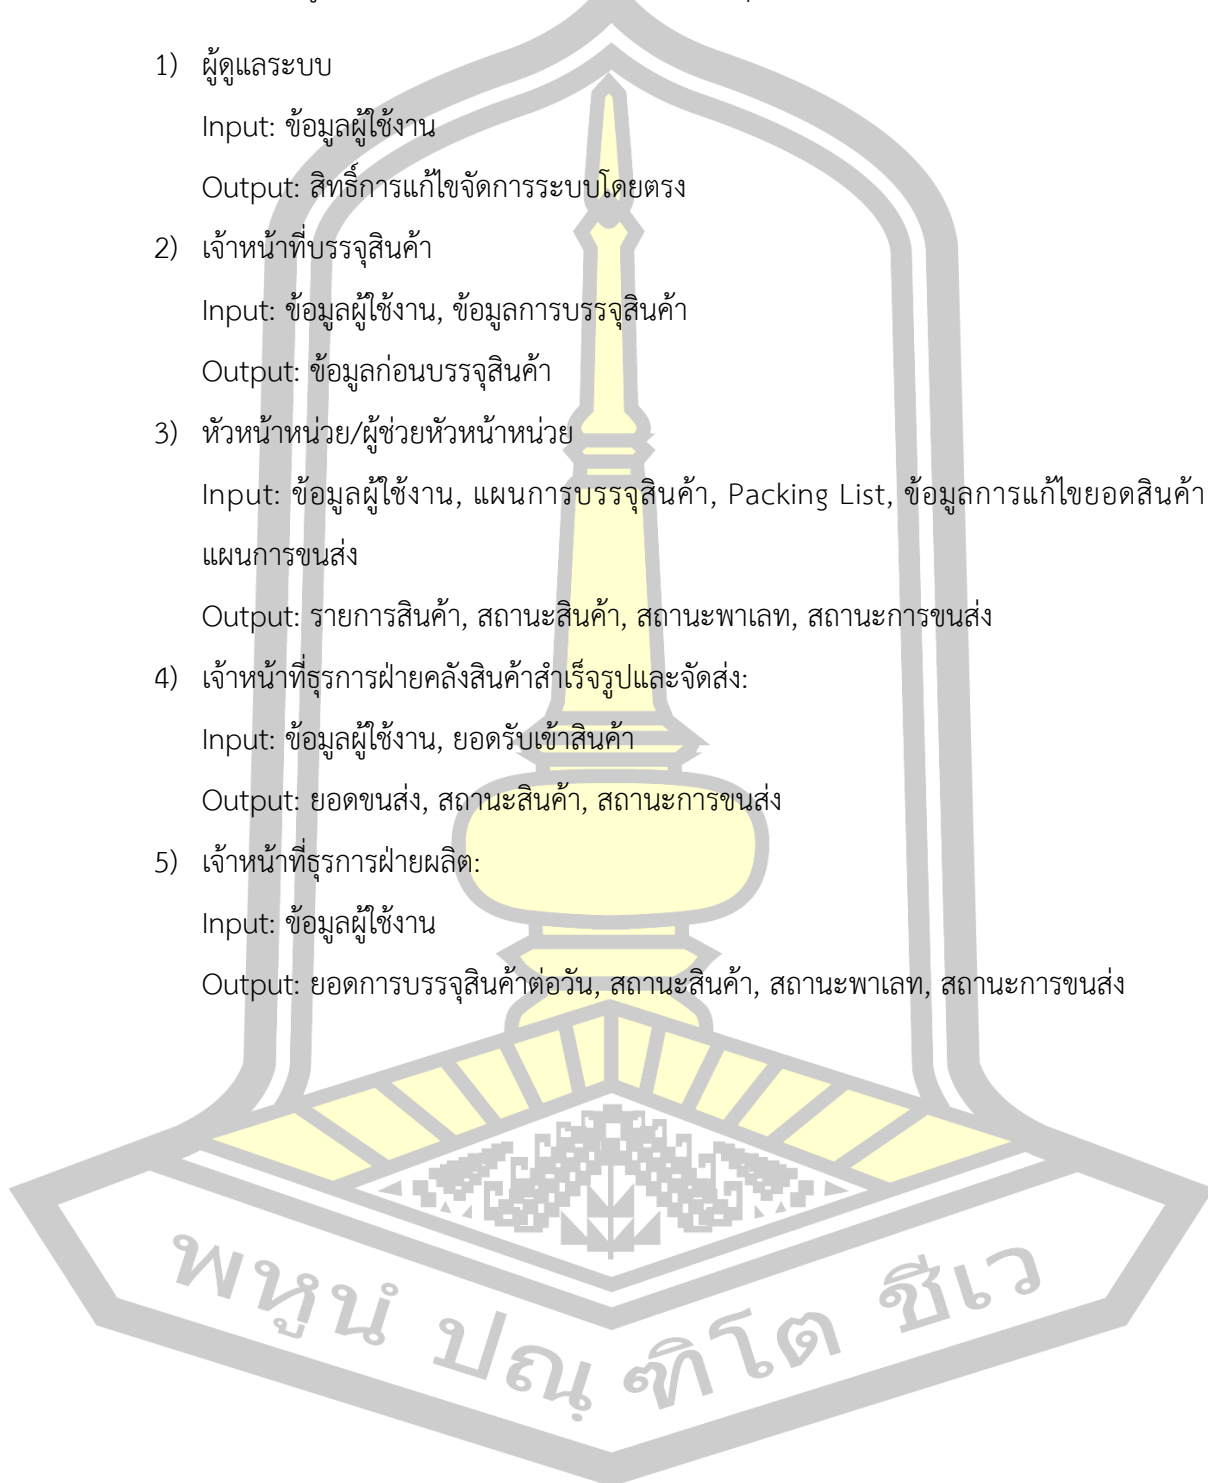 1) ผู้ดูแลระบบ
Input: ข้อมูลผู้ใช้งาน
Output: สิทธิ์การแก้ไขจัดการระบบโดยตรง
2) เจ้าหน้าที่บรรจุสินค้า
Input: ข้อมูลผู้ใช้งาน, ข้อมูลการบรรจุสินค้า
Output: ข้อมูลก่อนบรรจุสินค้า
3) หัวหน้าหน่วย/ผู้ช่วยหัวหน้าหน่วย
Input: ข้อมูลผู้ใช้งาน, แผนการบรรจุสินค้า, Packing List, ข้อมูลการแก้ไขยอดสินค้า
แผนการขนส่ง
Output: รายการสินค้า, สถานะสินค้า, สถานะพาเลท, สถานะการขนส่ง
4) เจ้าหน้าที่ธุรการฝ่ายคลังสินค้าสำเร็จรูปและจัดส่ง:
Input: ข้อมูลผู้ใช้งาน, ยอดรับเข้าสินค้า
Output: ยอดขนส่ง, สถานะสินค้า, สถานะการขนส่ง
5) เจ้าหน้าที่ธุรการฝ่ายผลิต:
Input: ข้อมูลผู้ใช้งาน
Output: ยอดการบรรจุสินค้าต่อวัน, สถานะสินค้า, สถานะพาเลท, สถานะการขนส่ง
พหูนํ ปณฺฑิโต ชีเว